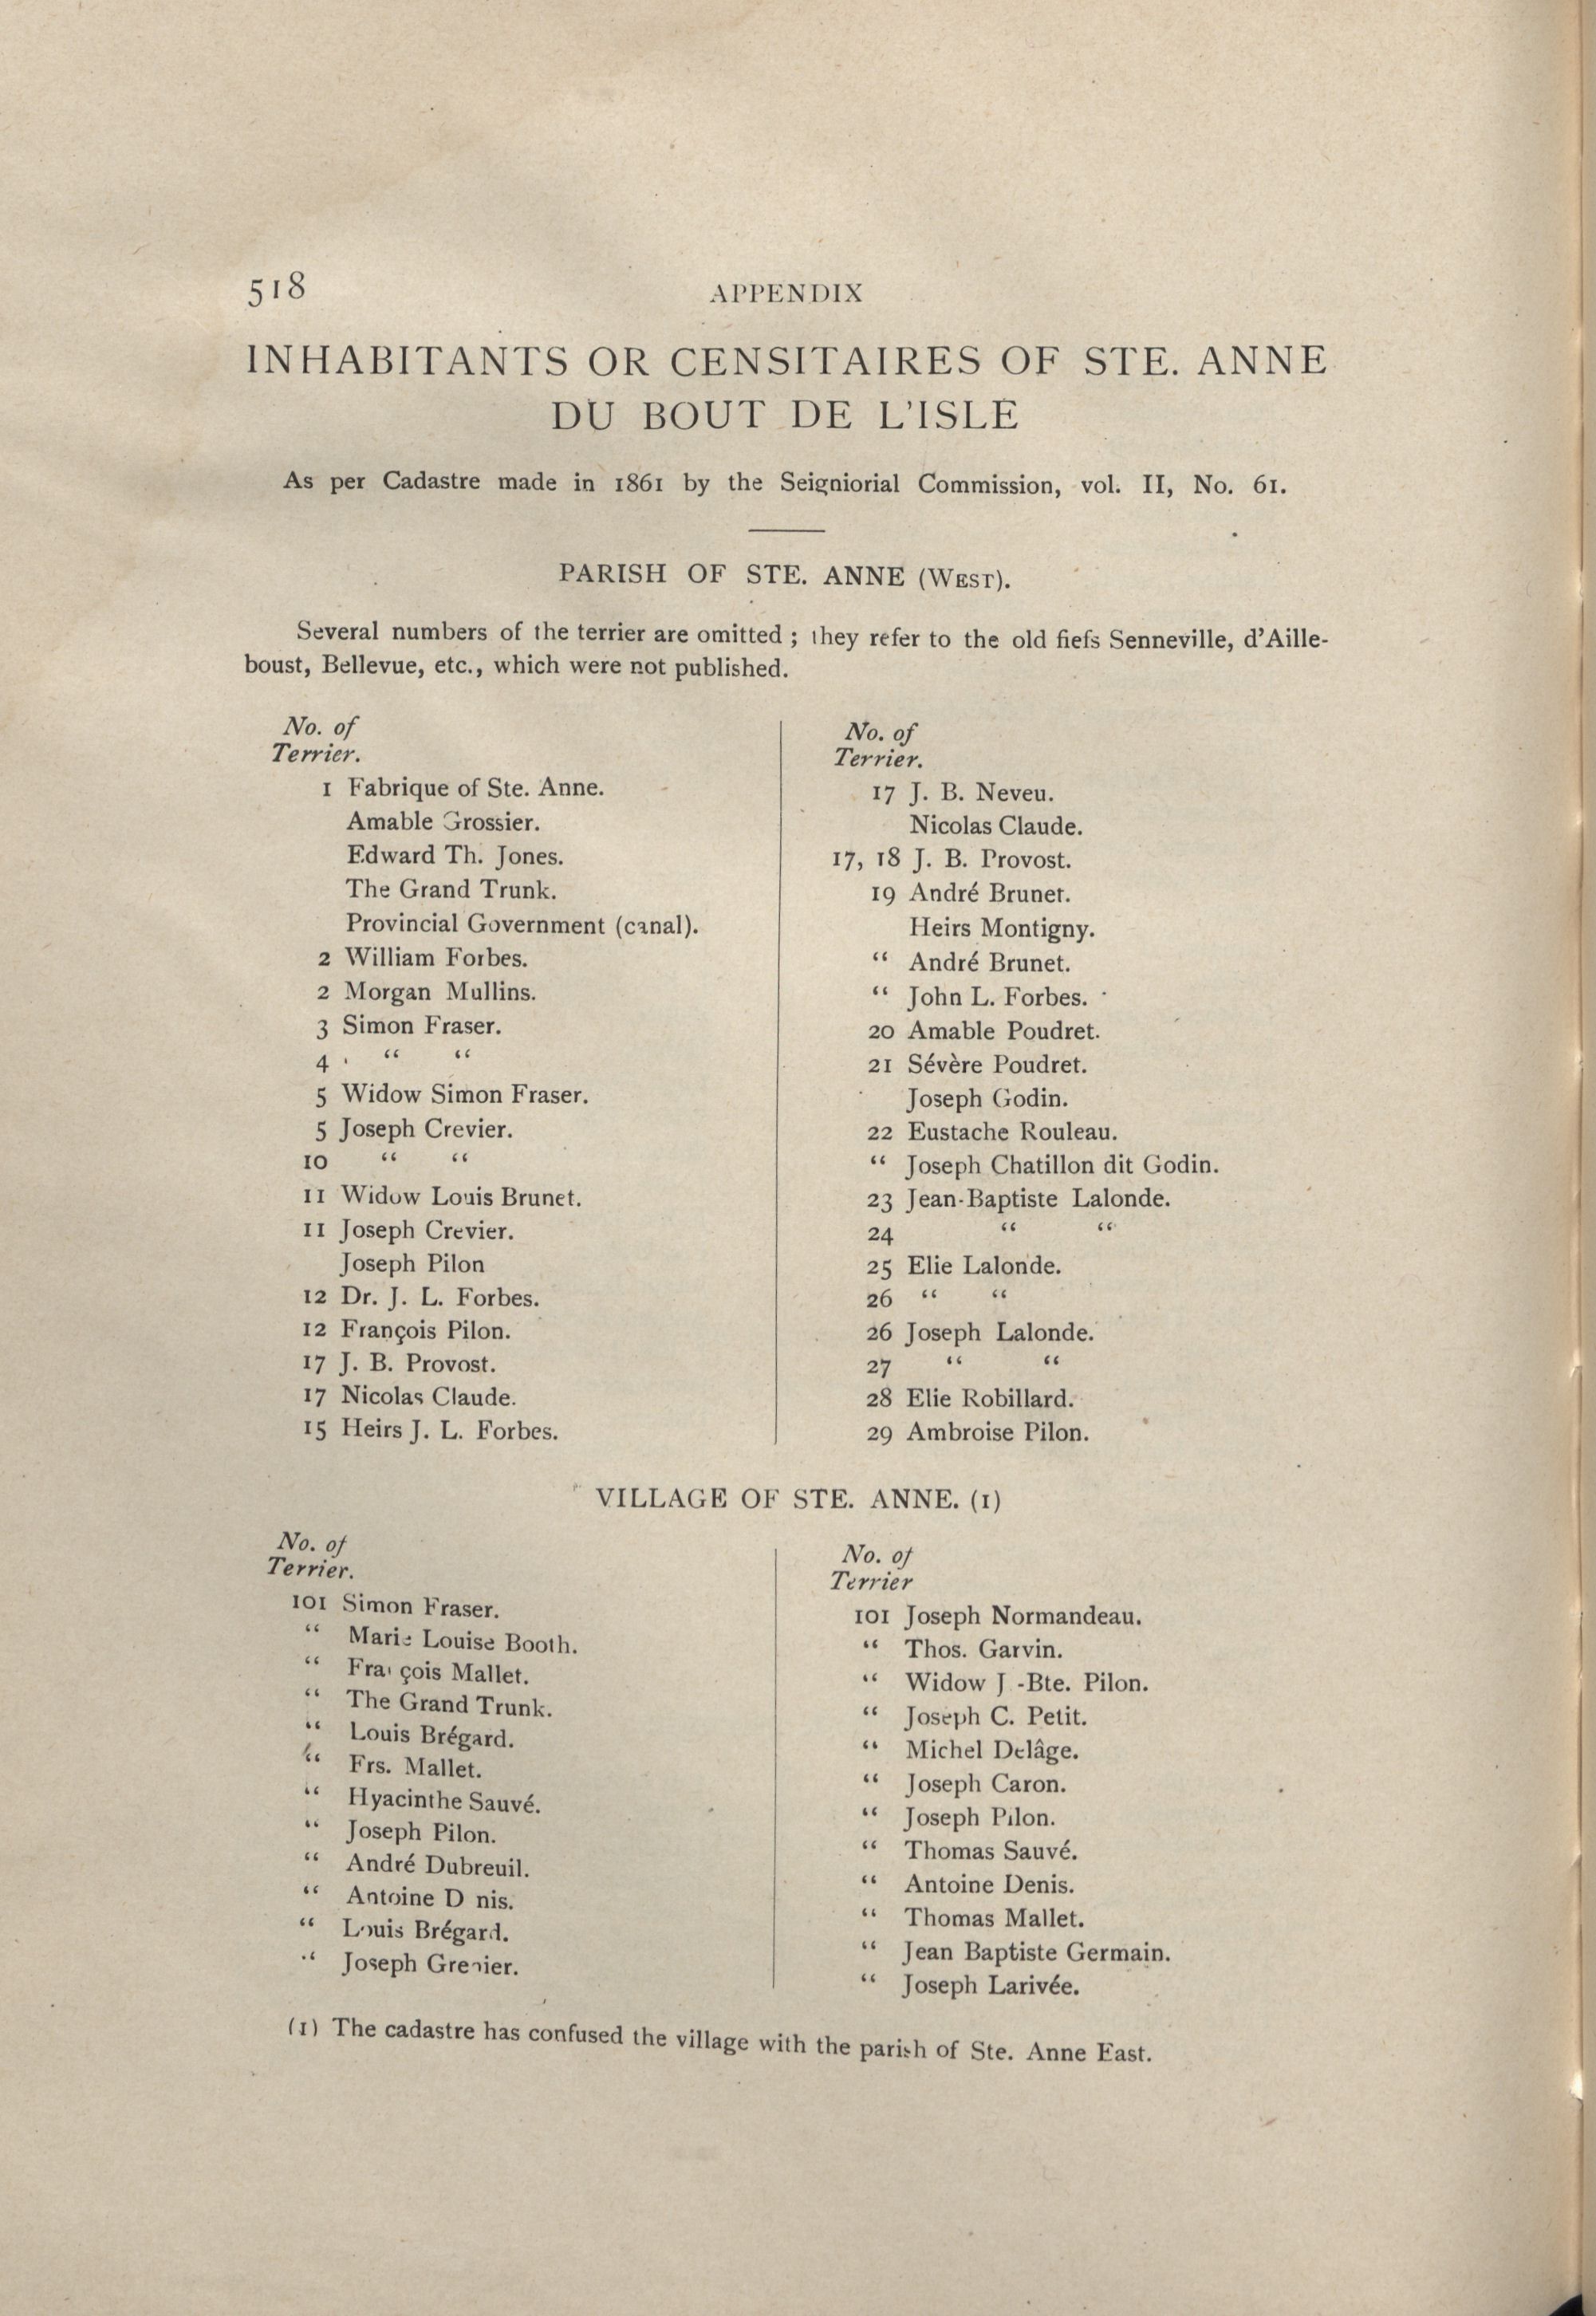 518
APPENDIX
INHABITANTS OR CENSITAIRES OF STE. ANNE
DU BOUT DE L'ISLE
As per Cadastre made in 1861 by the Seigniorial Commission, vol. II, No. 61.
PARISH OF STE. ANNE (West).
Several numbers of the terrier are omitted ; they refer to the old fiefs Senneville, d'Aille-
boust, Bellevue, etc., which were not published.
No. of
Terrier.
1 Fabrique of Ste. Anne.
Amable Grossier.
Edward Th. Jones.
The Grand Trunk.
Provincial Government (canal).
2 William Forbes.
2 Morgan Mullins.
3 Simon Fraser.
4 “ “
5 Widow Simon Fraser.
5 Joseph Crevier.
10 “ “
11 Widow Louis Brunet.
11 Joseph Crevier.
Joseph Pilon
12 Dr. J. L. Forbes.
12 François Pilon.
17 J. B. Provost.
17 Nicolas Claude.
15 Heirs J. L. Forbes.
No. of
Terrier.
17 J. B. Neveu.
Nicolas Claude.
17, 18 J. B. Provost.
19 André Brunet.
Heirs Montigny.
“ André Brunet.
“ John L. Forbes.
20 Amable Poudret.
21 Sévère Poudret.
Joseph Godin.
22 Eustache Rouleau.
“ Joseph Chatillon dit Godin.
23 Jean-Baptiste Lalonde.
24 “ “
25 Elie Lalonde.
26 “ “
26 Joseph Lalonde.
27 “ “
28 Elie Robillard.
29 Ambroise Pilon.
VILLAGE OF STE. ANNE. (1)
No. of
Terrier.
101 Simon Fraser.
“ Marie Louise Booth.
“ François Mallet.
“ The Grand Trunk.
“ Louis Brégard.
“ Frs. Mallet.
“ Hyacinthe Sauvé.
“ Joseph Pilon.
“ André Dubreuil.
“ Antoine D nis.
“ Louis Brégard.
“ Joseph Grenier.
No. of
Terrier
101 Joseph Normandeau.
“ Thos. Garvin.
“ Widow J.-Bte. Pilon.
“ Joseph C. Petit.
“ Michel Delâge.
“ Joseph Caron.
“ Joseph Pilon.
“ Thomas Sauvé.
“ Antoine Denis.
“ Thomas Mallet.
“ Jean Baptiste Germain.
“ Joseph Larivée.
(1) The cadastre has confused the village with the parish of Ste. Anne East.